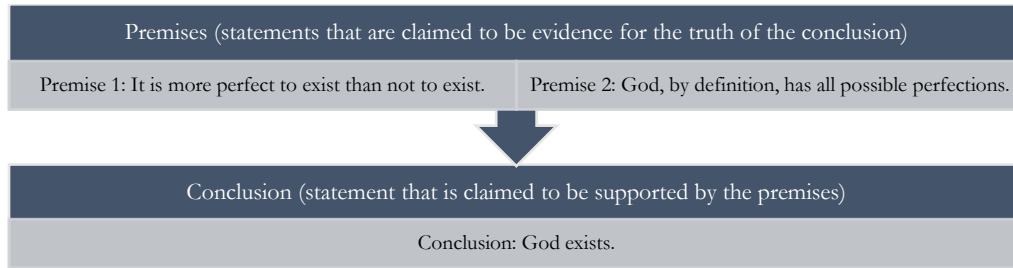 Premises (statements that are claimed to be evidence for the truth of the conclusion)
Premise 1: It is more perfect to exist than not to exist.
Premise 2: God, by definition, has all possible perfections.
Conclusion (statement that is claimed to be supported by the premises)
Conclusion: God exists.